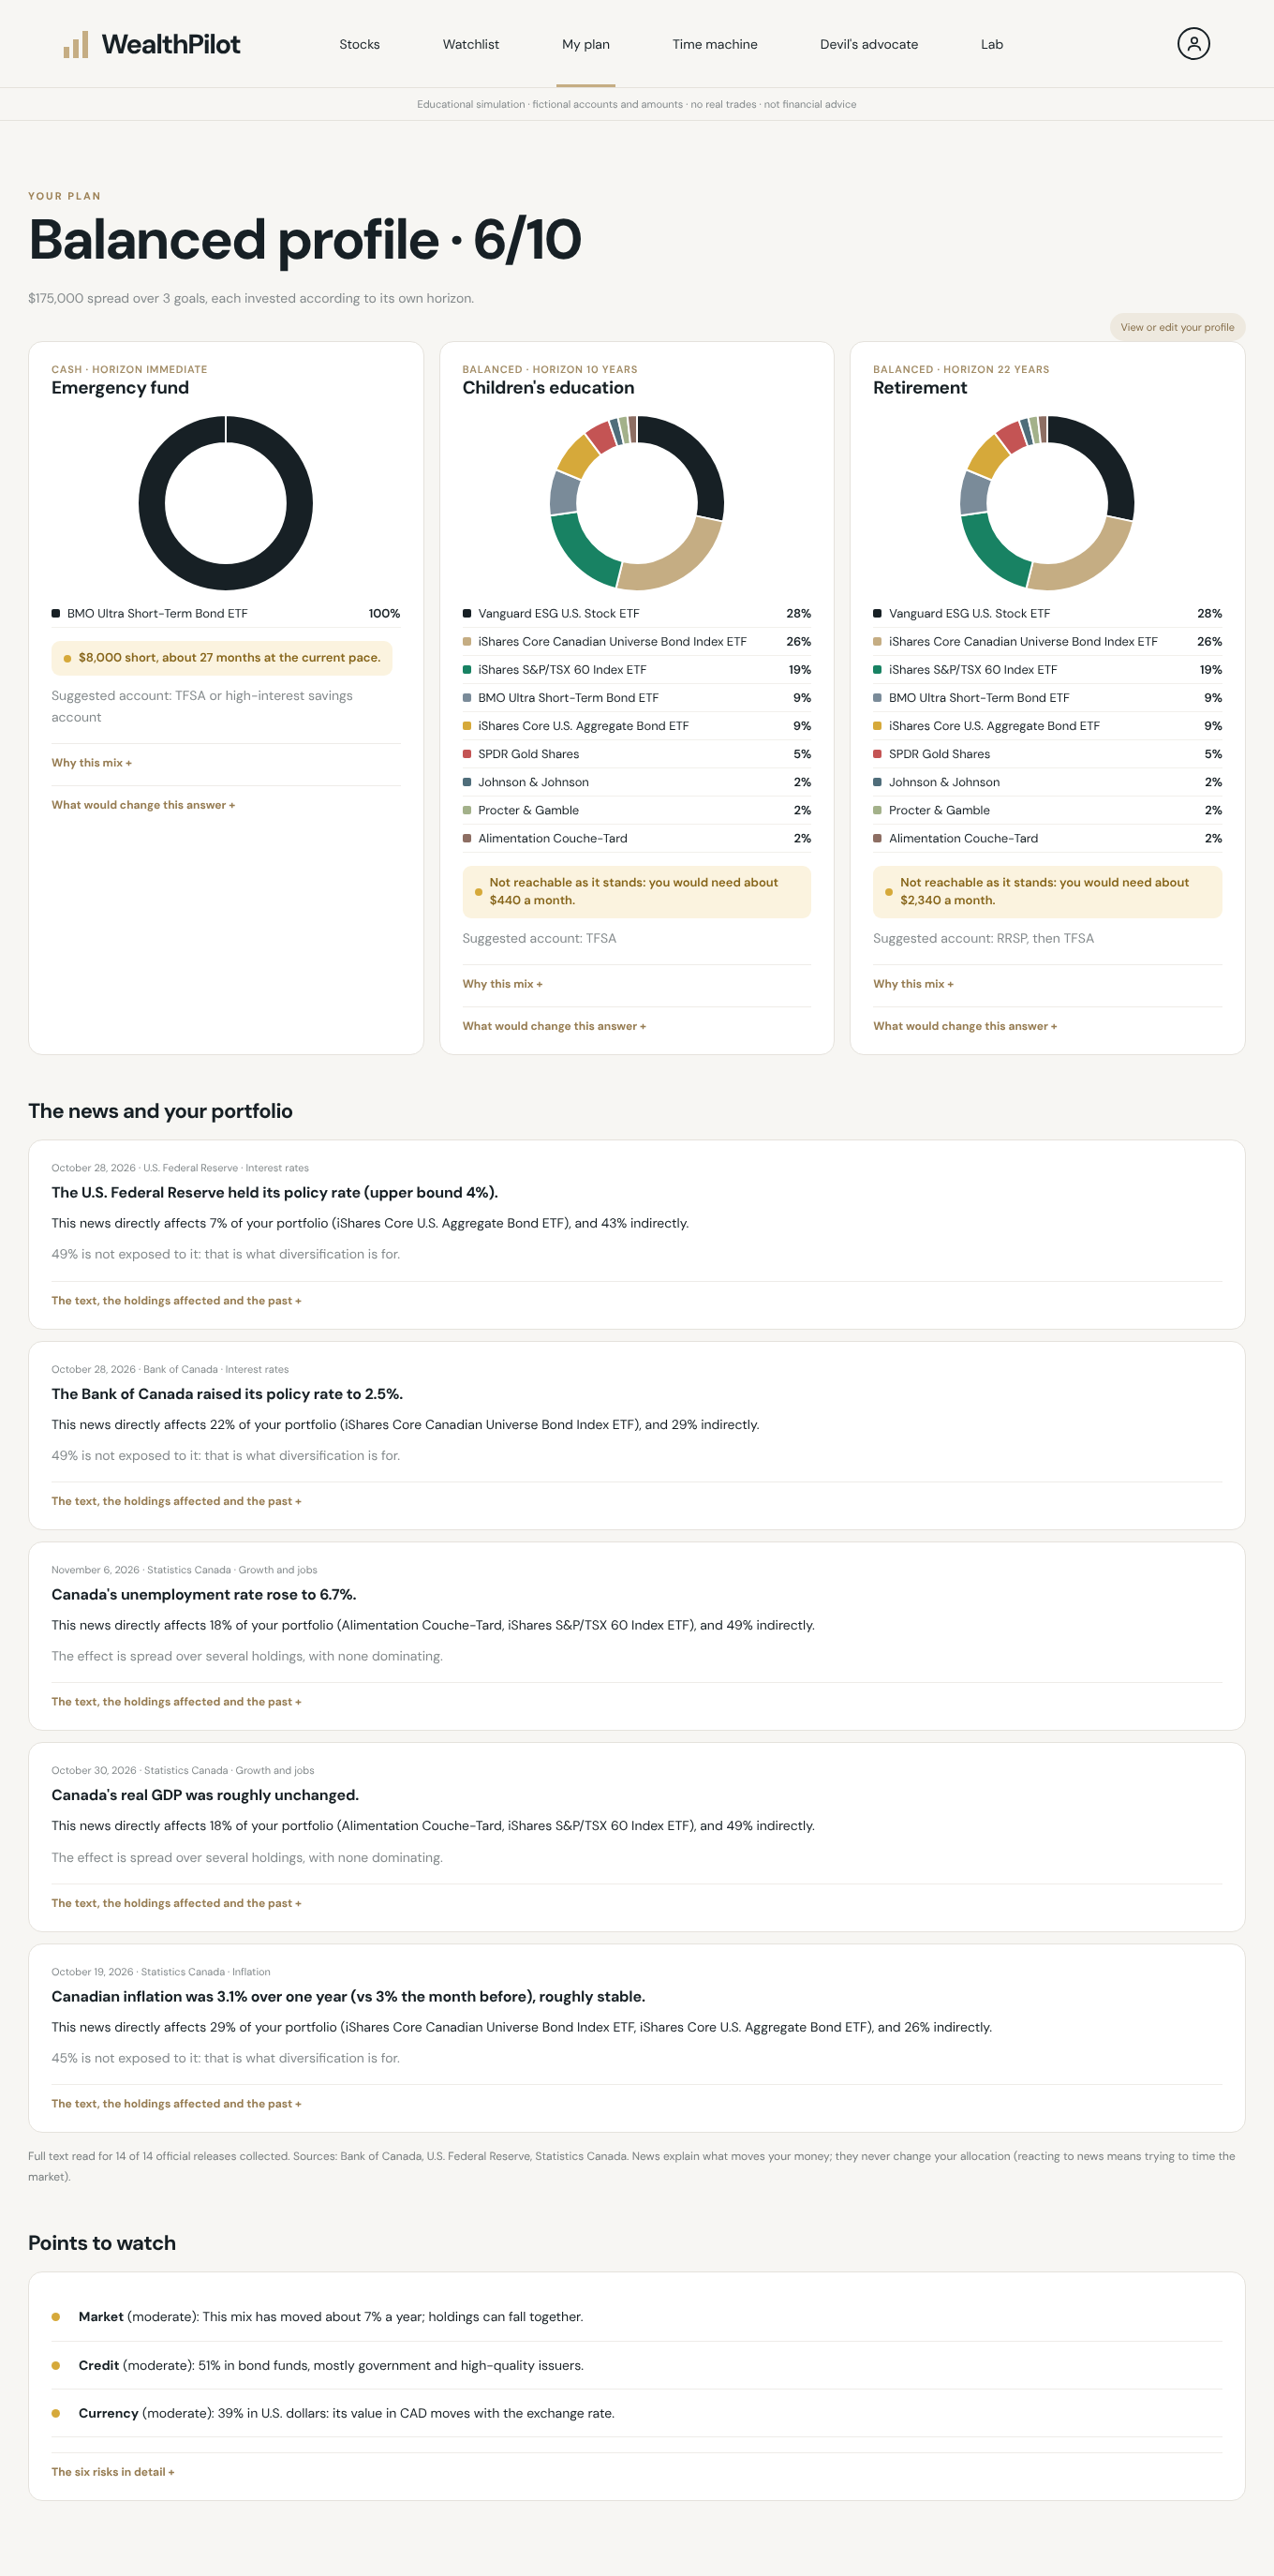 WealthPilot
Stocks
Watchlist
My plan
Time machine
Devil's advocate
Lab
Educational simulation · fictional accounts and amounts · no real trades · not financial advice
YOUR PLAN
Balanced profile · 6/10
$175,000 spread over 3 goals, each invested according to its own horizon.
View or edit your profile
CASH · HORIZON IMMEDIATE
Emergency fund
BMO Ultra Short-Term Bond ETF 100%
$8,000 short, about 27 months at the current pace.
Suggested account: TFSA or high-interest savings
account
Why this mix +
What would change this answer +
BALANCED · HORIZON 10 YEARS
Children's education
Vanguard ESG U.S. Stock ETF 28%
iShares Core Canadian Universe Bond Index ETF 26%
iShares S&P/TSX 60 Index ETF 19%
BMO Ultra Short-Term Bond ETF 9%
iShares Core U.S. Aggregate Bond ETF 9%
SPDR Gold Shares 5%
Johnson & Johnson 2%
Procter & Gamble 2%
Alimentation Couche-Tard 2%
Not reachable as it stands: you would need about
$440 a month.
Suggested account: TFSA
Why this mix +
What would change this answer +
BALANCED · HORIZON 22 YEARS
Retirement
Vanguard ESG U.S. Stock ETF 28%
iShares Core Canadian Universe Bond Index ETF 26%
iShares S&P/TSX 60 Index ETF 19%
BMO Ultra Short-Term Bond ETF 9%
iShares Core U.S. Aggregate Bond ETF 9%
SPDR Gold Shares 5%
Johnson & Johnson 2%
Procter & Gamble 2%
Alimentation Couche-Tard 2%
Not reachable as it stands: you would need about
$2,340 a month.
Suggested account: RRSP, then TFSA
Why this mix +
What would change this answer +
The news and your portfolio
October 28, 2026 · U.S. Federal Reserve · Interest rates
The U.S. Federal Reserve held its policy rate (upper bound 4%).
This news directly affects 7% of your portfolio (iShares Core U.S. Aggregate Bond ETF), and 43% indirectly.
49% is not exposed to it: that is what diversification is for.
The text, the holdings affected and the past +
October 28, 2026 · Bank of Canada · Interest rates
The Bank of Canada raised its policy rate to 2.5%.
This news directly affects 22% of your portfolio (iShares Core Canadian Universe Bond Index ETF), and 29% indirectly.
49% is not exposed to it: that is what diversification is for.
The text, the holdings affected and the past +
November 6, 2026 · Statistics Canada · Growth and jobs
Canada's unemployment rate rose to 6.7%.
This news directly affects 18% of your portfolio (Alimentation Couche-Tard, iShares S&P/TSX 60 Index ETF), and 49% indirectly.
The effect is spread over several holdings, with none dominating.
The text, the holdings affected and the past +
October 30, 2026 · Statistics Canada · Growth and jobs
Canada's real GDP was roughly unchanged.
This news directly affects 18% of your portfolio (Alimentation Couche-Tard, iShares S&P/TSX 60 Index ETF), and 49% indirectly.
The effect is spread over several holdings, with none dominating.
The text, the holdings affected and the past +
October 19, 2026 · Statistics Canada · Inflation
Canadian inflation was 3.1% over one year (vs 3% the month before), roughly stable.
This news directly affects 29% of your portfolio (iShares Core Canadian Universe Bond Index ETF, iShares Core U.S. Aggregate Bond ETF), and 26% indirectly.
45% is not exposed to it: that is what diversification is for.
The text, the holdings affected and the past +
Full text read for 14 of 14 official releases collected. Sources: Bank of Canada, U.S. Federal Reserve, Statistics Canada. News explain what moves your money; they never change your allocation (reacting to news means trying to time the
market).
Points to watch
Market (moderate): This mix has moved about 7% a year; holdings can fall together.
Credit (moderate): 51% in bond funds, mostly government and high-quality issuers.
Currency (moderate): 39% in U.S. dollars: its value in CAD moves with the exchange rate.
The six risks in detail +